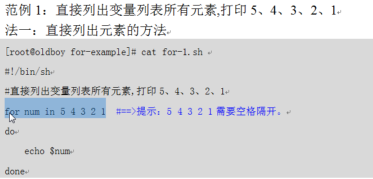 范例 1：直接列出变量列表所有元素,打印 5、4、3、2、1
法一：直接列出元素的方法
[root@oldboy for-example]# cat for-1.sh
#!/bin/sh
#直接列出变量列表所有元素,打印 5、4、3、2、1
for num in 5 4 3 2 1  #==>提示：5 4 3 2 1 需要空格隔开。
do
    echo $num
done